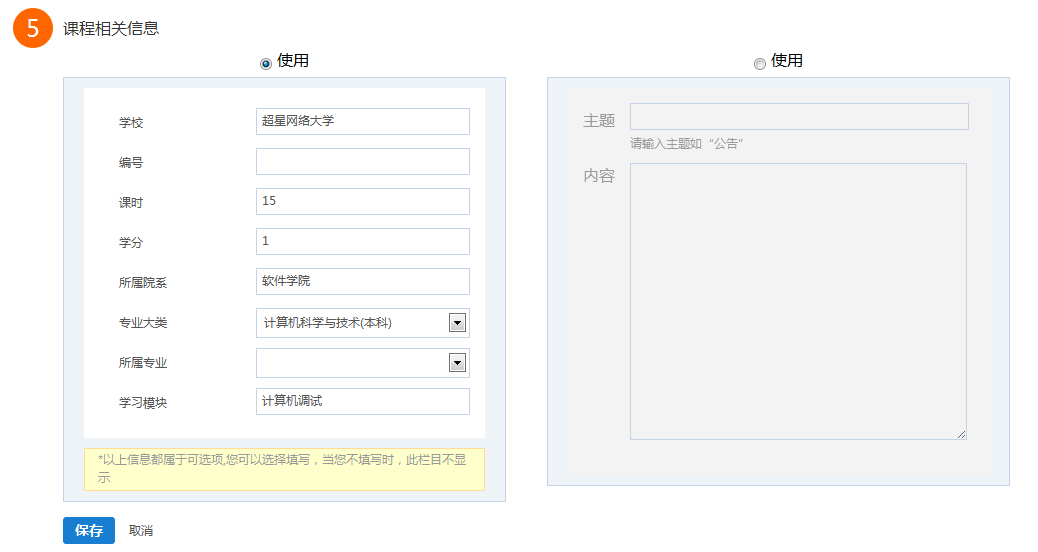 5 课程相关信息
使用
学校 超星网络大学
编号
课时 15
学分 1
所属院系 软件学院
专业大类 计算机科学与技术(本科)
所属专业
学习模块 计算机调试
*以上信息都属于可选项,您可以选择填写，当您不填写时，此栏目不显
示
使用
主题
请输入主题如“公告”
内容
保存 取消